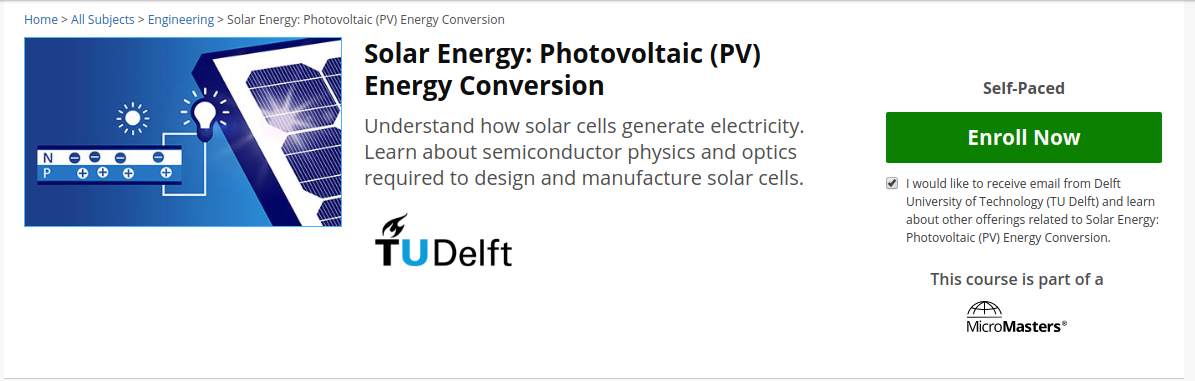 Home > All Subjects > Engineering > Solar Energy: Photovoltaic (PV) Energy Conversion
N
P
Solar Energy: Photovoltaic (PV)
Energy Conversion
Understand how solar cells generate electricity.
Learn about semiconductor physics and optics
required to design and manufacture solar cells.
TUDelft
Self-Paced
Enroll Now
I would like to receive email from Delft
University of Technology (TU Delft) and learn
about other offerings related to Solar Energy:
Photovoltaic (PV) Energy Conversion.
This course is part of a
MicroMasters®